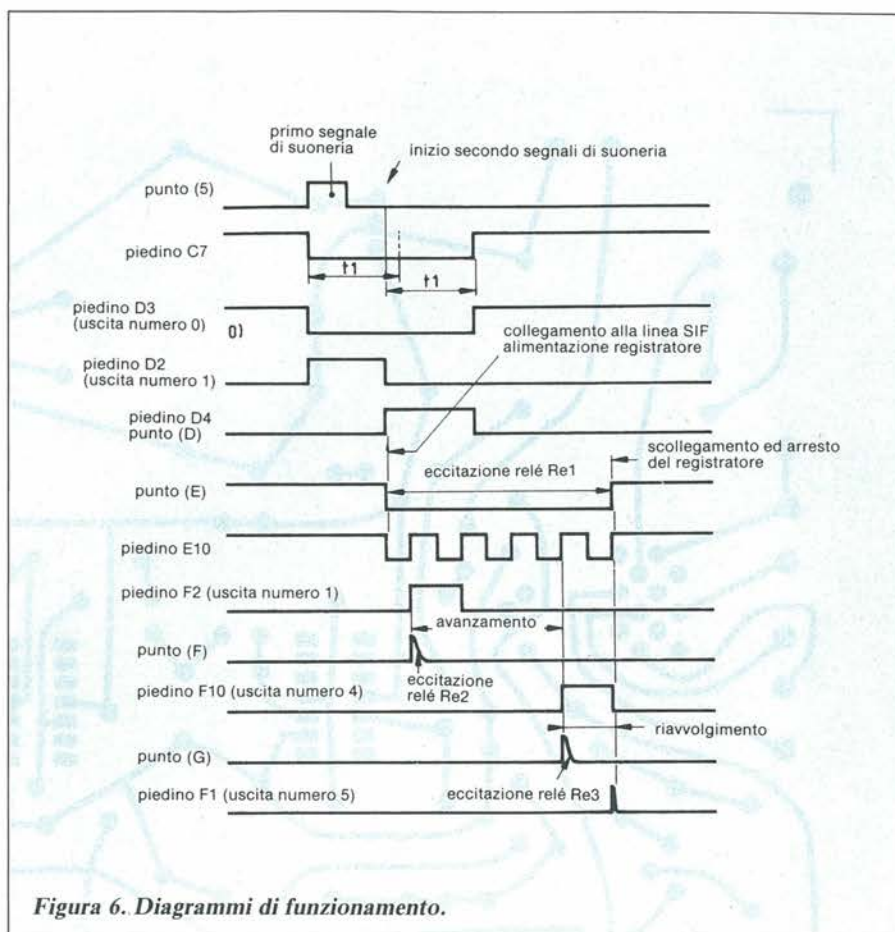 primo segnale
di suoneria
inizio secondo segnali di suoneria
punto (5)
piedino C7
t1
t1
piedino D3
(uscita numero 0)
0)
collegamento alla linea SIF
alimentazione registratore
piedino D2
(uscita numero 1)
piedino D4
punto (D)
scollegamento ed arresto
del registratore
eccitazione relé Re1
punto (E)
piedino E10
piedino F2 (uscita numero 1)
avanzamento
punto (F)
eccitazione
relé Re2
piedino F10 (uscita numero 4)
riavvolgimento
punto (G)
eccitazione relé Re3
piedino F1 (uscita numero 5)
Figura 6. Diagrammi di funzionamento.